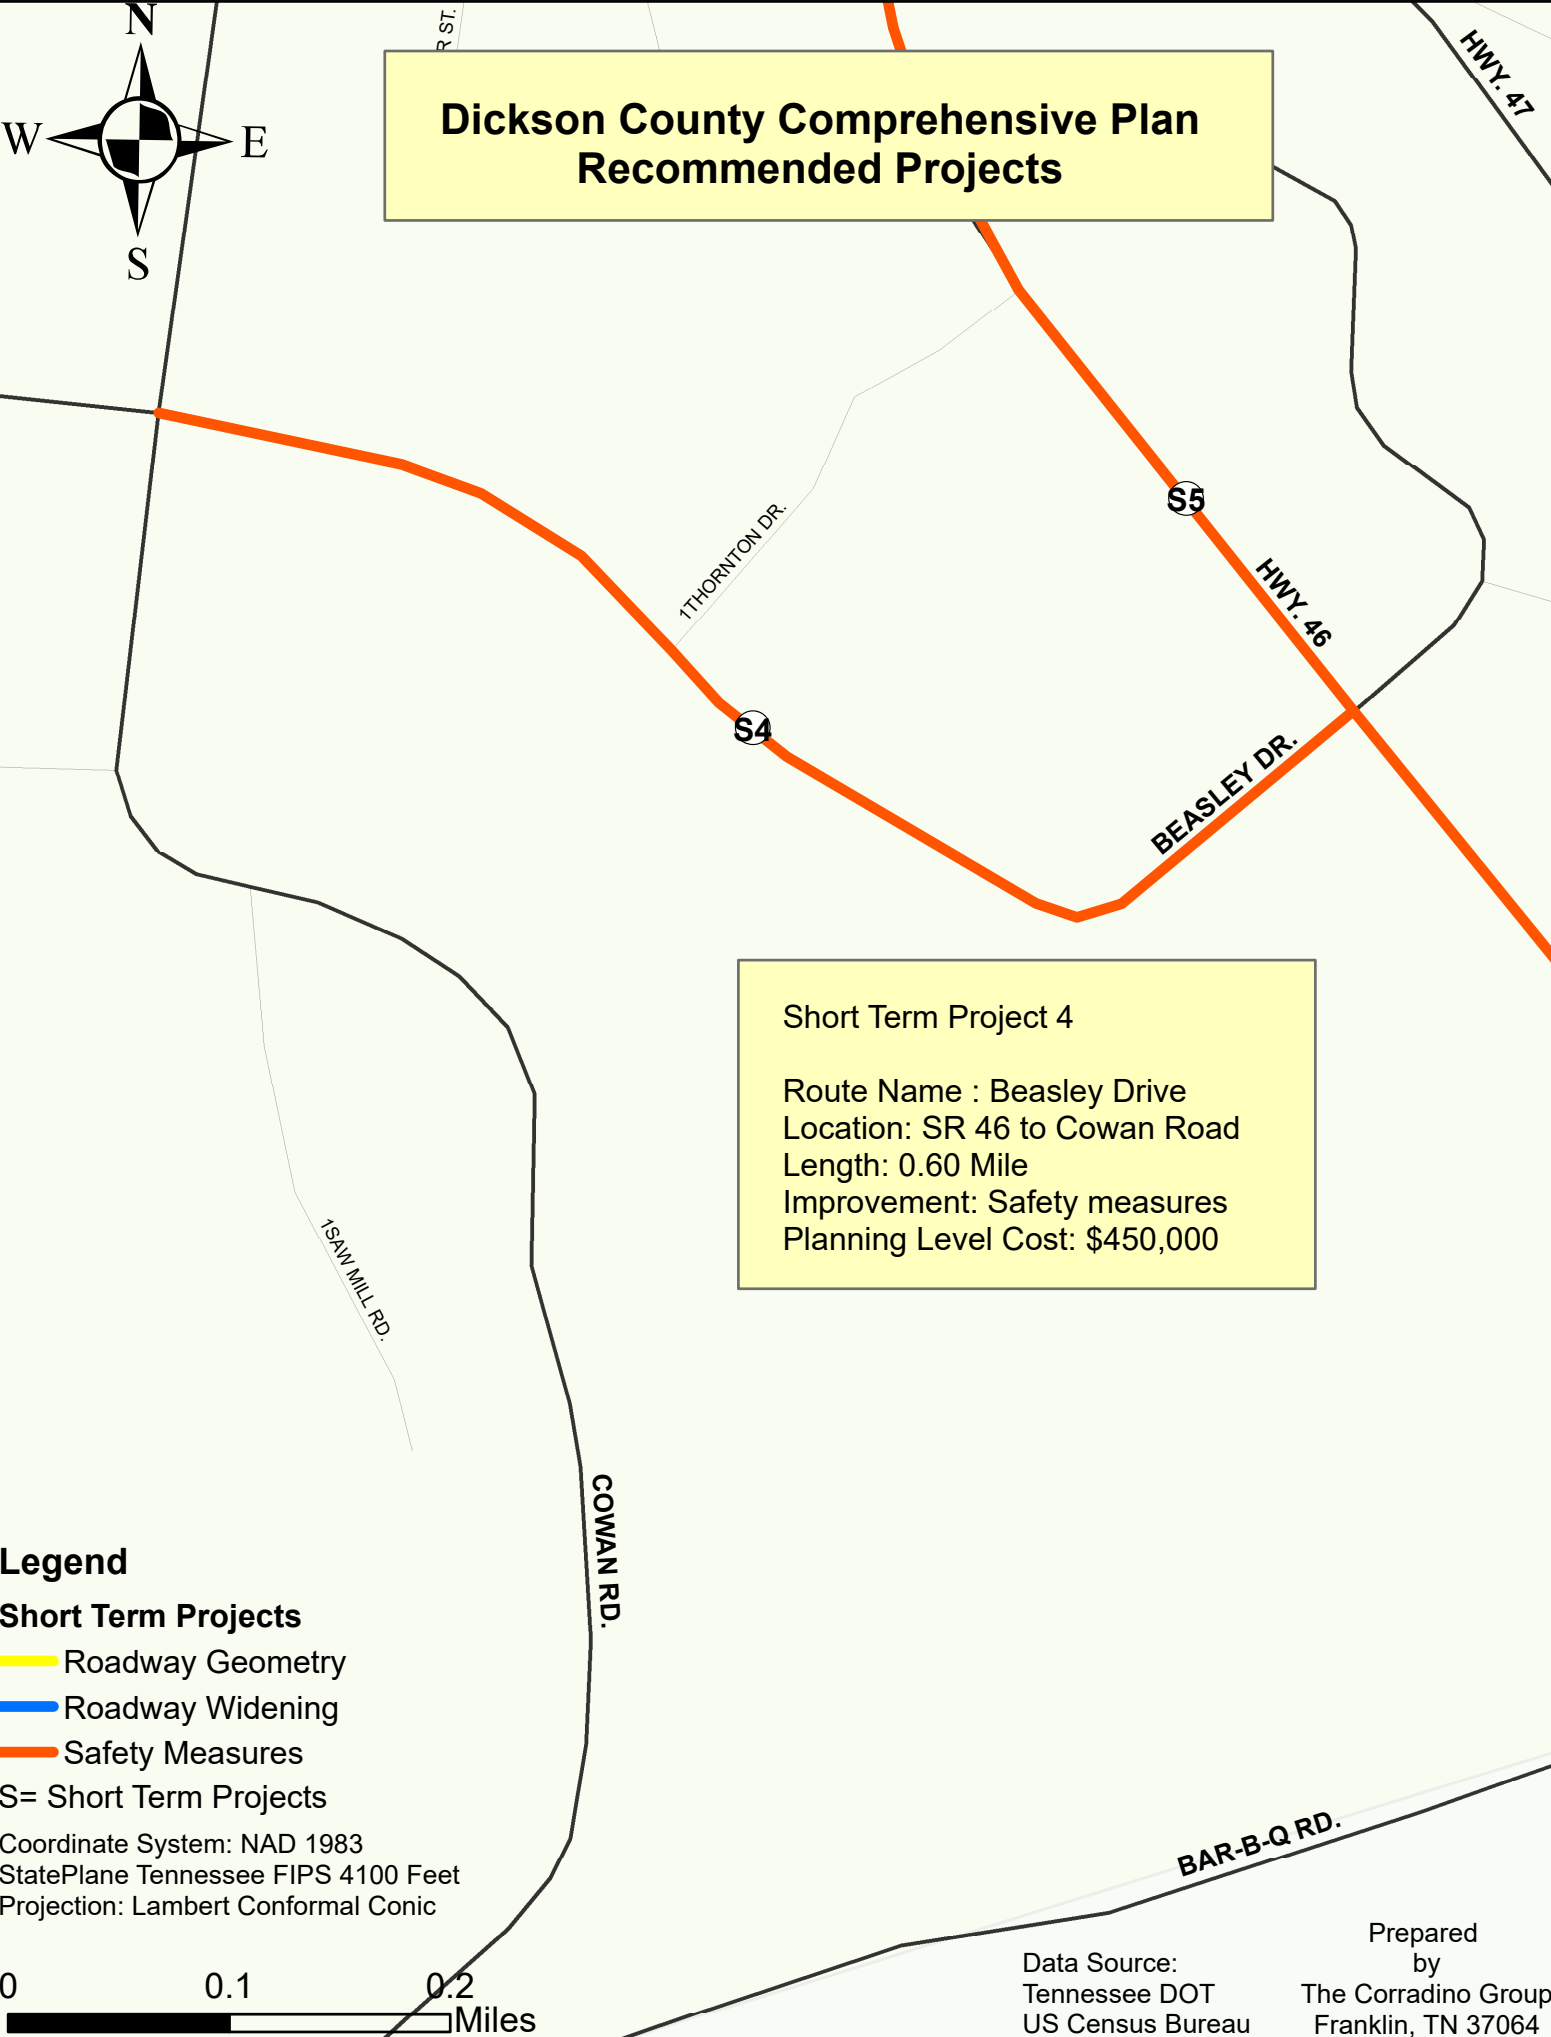 N
W
E
S
R ST.
HWY. 47
Dickson County Comprehensive Plan
Recommended Projects
S5
HWY. 46
1THORNTON DR.
S4
BEASLEY DR.
Short Term Project 4
Route Name : Beasley Drive
Location: SR 46 to Cowan Road
Length: 0.60 Mile
Improvement: Safety measures
Planning Level Cost: $450,000
1SAW MILL RD.
COWAN RD.
BAR-B-Q RD.
Legend
Short Term Projects
Roadway Geometry
Roadway Widening
Safety Measures
S= Short Term Projects
Coordinate System: NAD 1983
StatePlane Tennessee FIPS 4100 Feet
Projection: Lambert Conformal Conic
0 0.1 0.2
Miles
Data Source:
Tennessee DOT
US Census Bureau
Prepared
by
The Corradino Group
Franklin, TN 37064